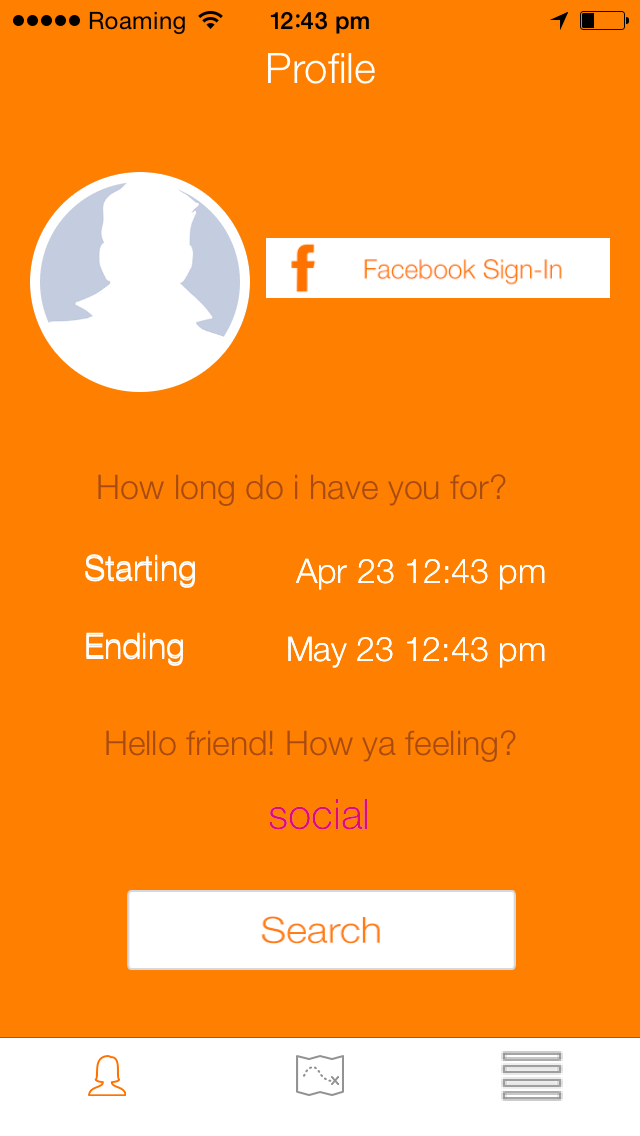 Roaming 12:43 pm
Profile
f Facebook Sign-In
How long do i have you for?
Starting Apr 23 12:43 pm
Ending May 23 12:43 pm
Hello friend! How ya feeling?
social
Search